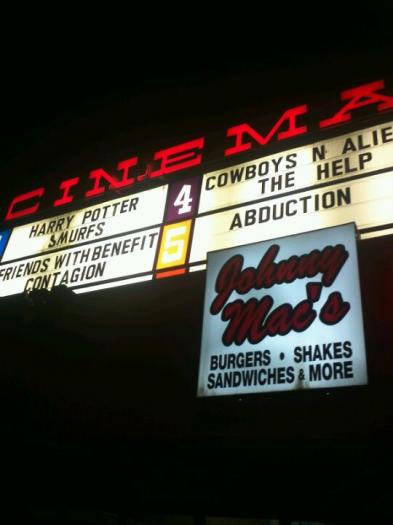 CINEMA
HARRY POTTER
SMURFS
FRIENDS WITH BENEFIT
CONTAGION
4
COWBOYS N ALIE
THE HELP
5
ABDUCTION
Johnny
Mac's
BURGERS • SHAKES
SANDWICHES & MORE